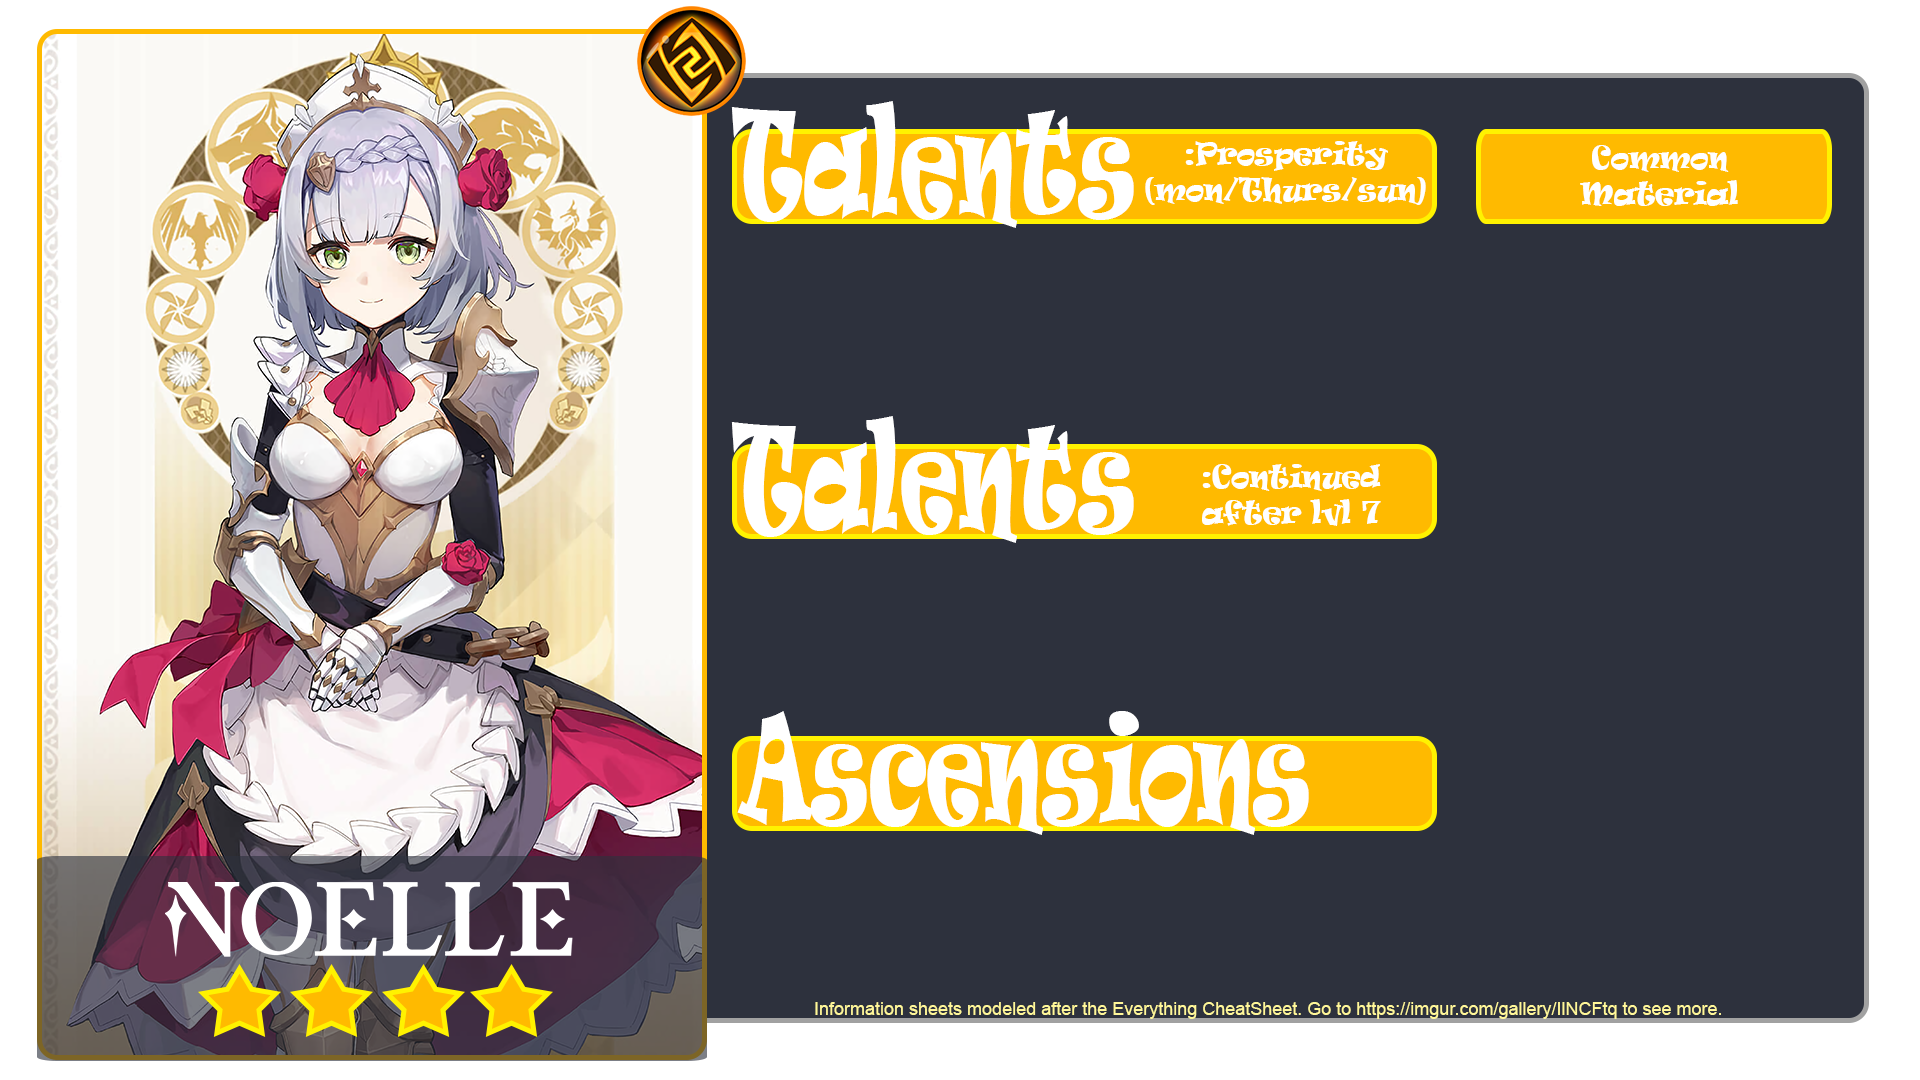 Talents
:Prosperity
(mon/Thurs/sun)
Common
Material
Talents
:Continued
after lvl 7
Ascensions
NOELLE
Information sheets modeled after the Everything CheatSheet. Go to https://imgur.com/gallery/IINCFtq to see more.